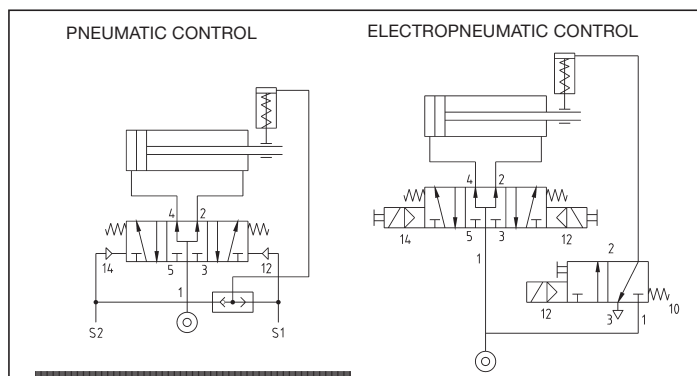 PNEUMATIC CONTROL
4 2
14 5 3 12
1
S2 S1
ELECTROPNEUMATIC CONTROL
4 2
14 5 3 12
1
2
12 3 1 10